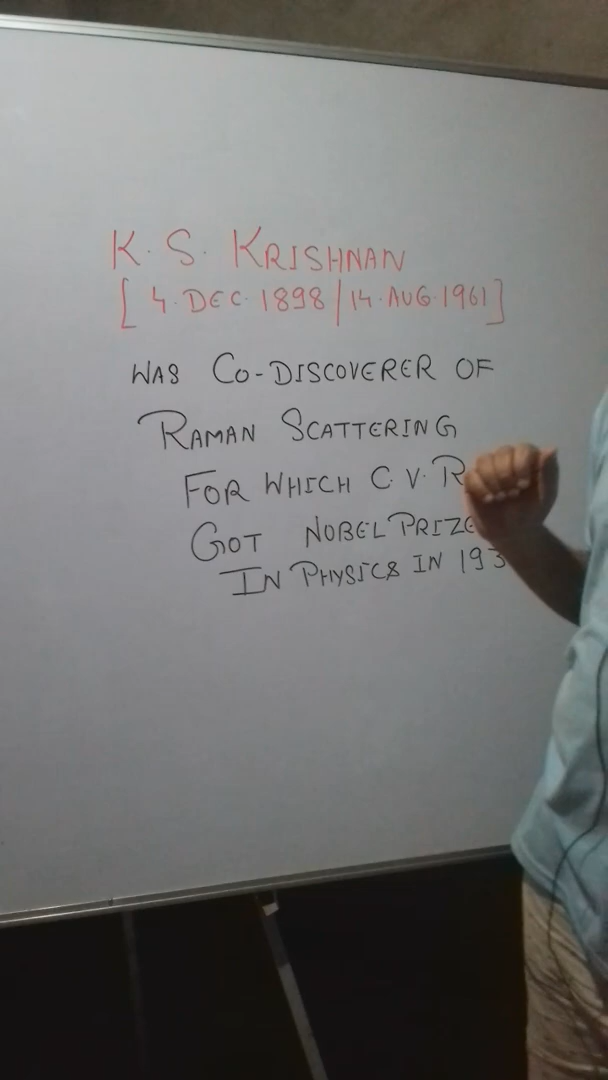 K. S. KRISHNAN
[ 4. DEC. 1898 / 14. AUG. 1961 ]
WAS CO-DISCOVERER OF
RAMAN SCATTERING
FOR WHICH C. V. R
GOT NOBEL PRIZE
IN PHYSICS IN 193